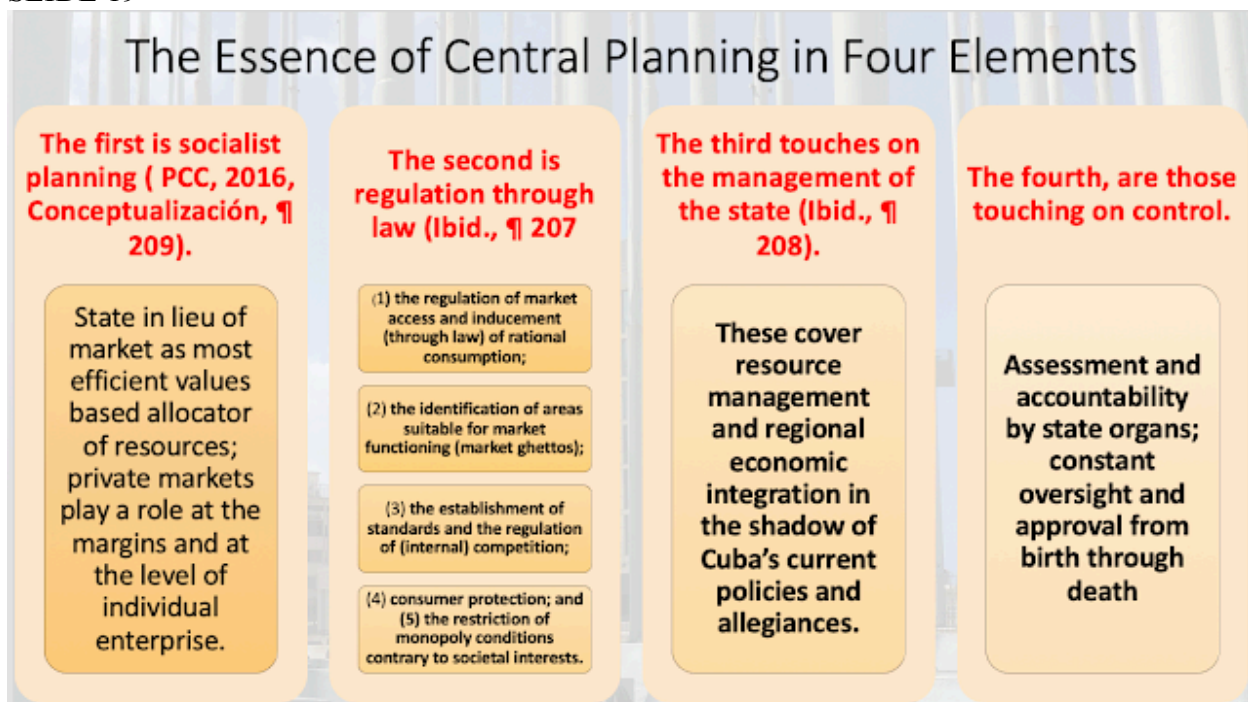 The Essence of Central Planning in Four Elements
The first is socialist
planning ( PCC, 2016,
Conceptualización, ¶
209).
State in lieu of
market as most
efficient values
based allocator
of resources;
private markets
play a role at the
margins and at
the level of
individual
enterprise.
The second is
regulation through
law (Ibid., ¶ 207
(1) the regulation of market
access and inducement
(through law) of rational
consumption;
(2) the identification of areas
suitable for market
functioning (market ghettos);
(3) the establishment of
standards and the regulation
of (internal) competition;
(4) consumer protection; and
(5) the restriction of
monopoly conditions
contrary to societal interests.
The third touches on
the management of
the state (Ibid., ¶
208).
These cover
resource
management
and regional
economic
integration in
the shadow of
Cuba's current
policies and
allegiances.
The fourth, are those
touching on control.
Assessment and
accountability
by state organs;
constant
oversight and
approval from
birth through
death